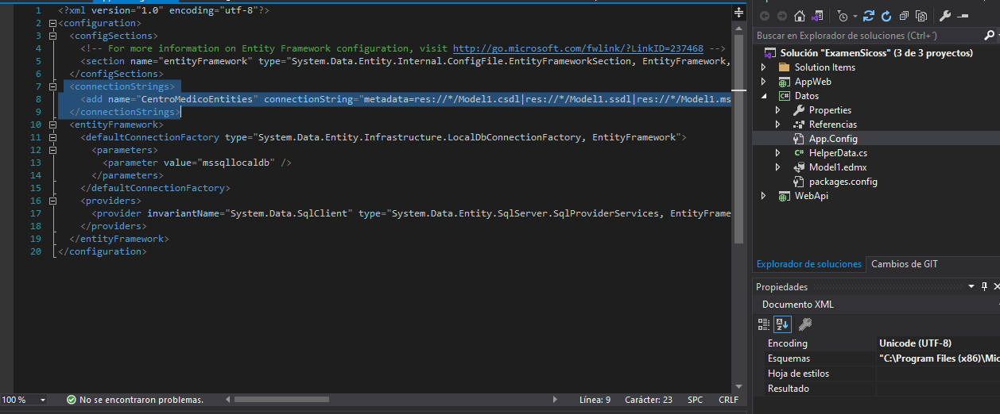 1 <?xml version="1.0" encoding="utf-8"?>
2 <configuration>
3 <configSections>
4 <!-- For more information on Entity Framework configuration, visit http://go.microsoft.com/fwlink/?LinkID=237468 -->
5 <section name="entityFramework" type="System.Data.Entity.Internal.ConfigFile.EntityFrameworkSection, EntityFramework,
6 </configSections>
7 <connectionStrings>
8 <add name="CentroMedicoEntities" connectionString="metadata=res://*/Model1.csdl|res://*/Model1.ssdl|res://*/Model1.ms
9 </connectionStrings>
10 <entityFramework>
11 <defaultConnectionFactory type="System.Data.Entity.Infrastructure.LocalDbConnectionFactory, EntityFramework">
12 <parameters>
13 <parameter value="mssqllocaldb" />
14 </parameters>
15 </defaultConnectionFactory>
16 <providers>
17 <provider invariantName="System.Data.SqlClient" type="System.Data.Entity.SqlServer.SqlProviderServices, EntityFrame
18 </providers>
19 </entityFramework>
20 </configuration>
100 %
No se encontraron problemas.
Línea: 9
Carácter: 23
SPC
CRLF
Buscar en Explorador de soluciones (Ctrl+´)
Solución "ExamenSicoss" (3 de 3 proyectos)
Solution Items
AppWeb
C# Datos
Properties
Referencias
App.Config
C# HelperData.cs
Model1.edmx
packages.config
WebApi
Explorador de soluciones
Cambios de GIT
Propiedades
Documento XML
Encoding Unicode (UTF-8)
Esquemas "C:\Program Files (x86)\Mic
Hoja de estilos
Resultado